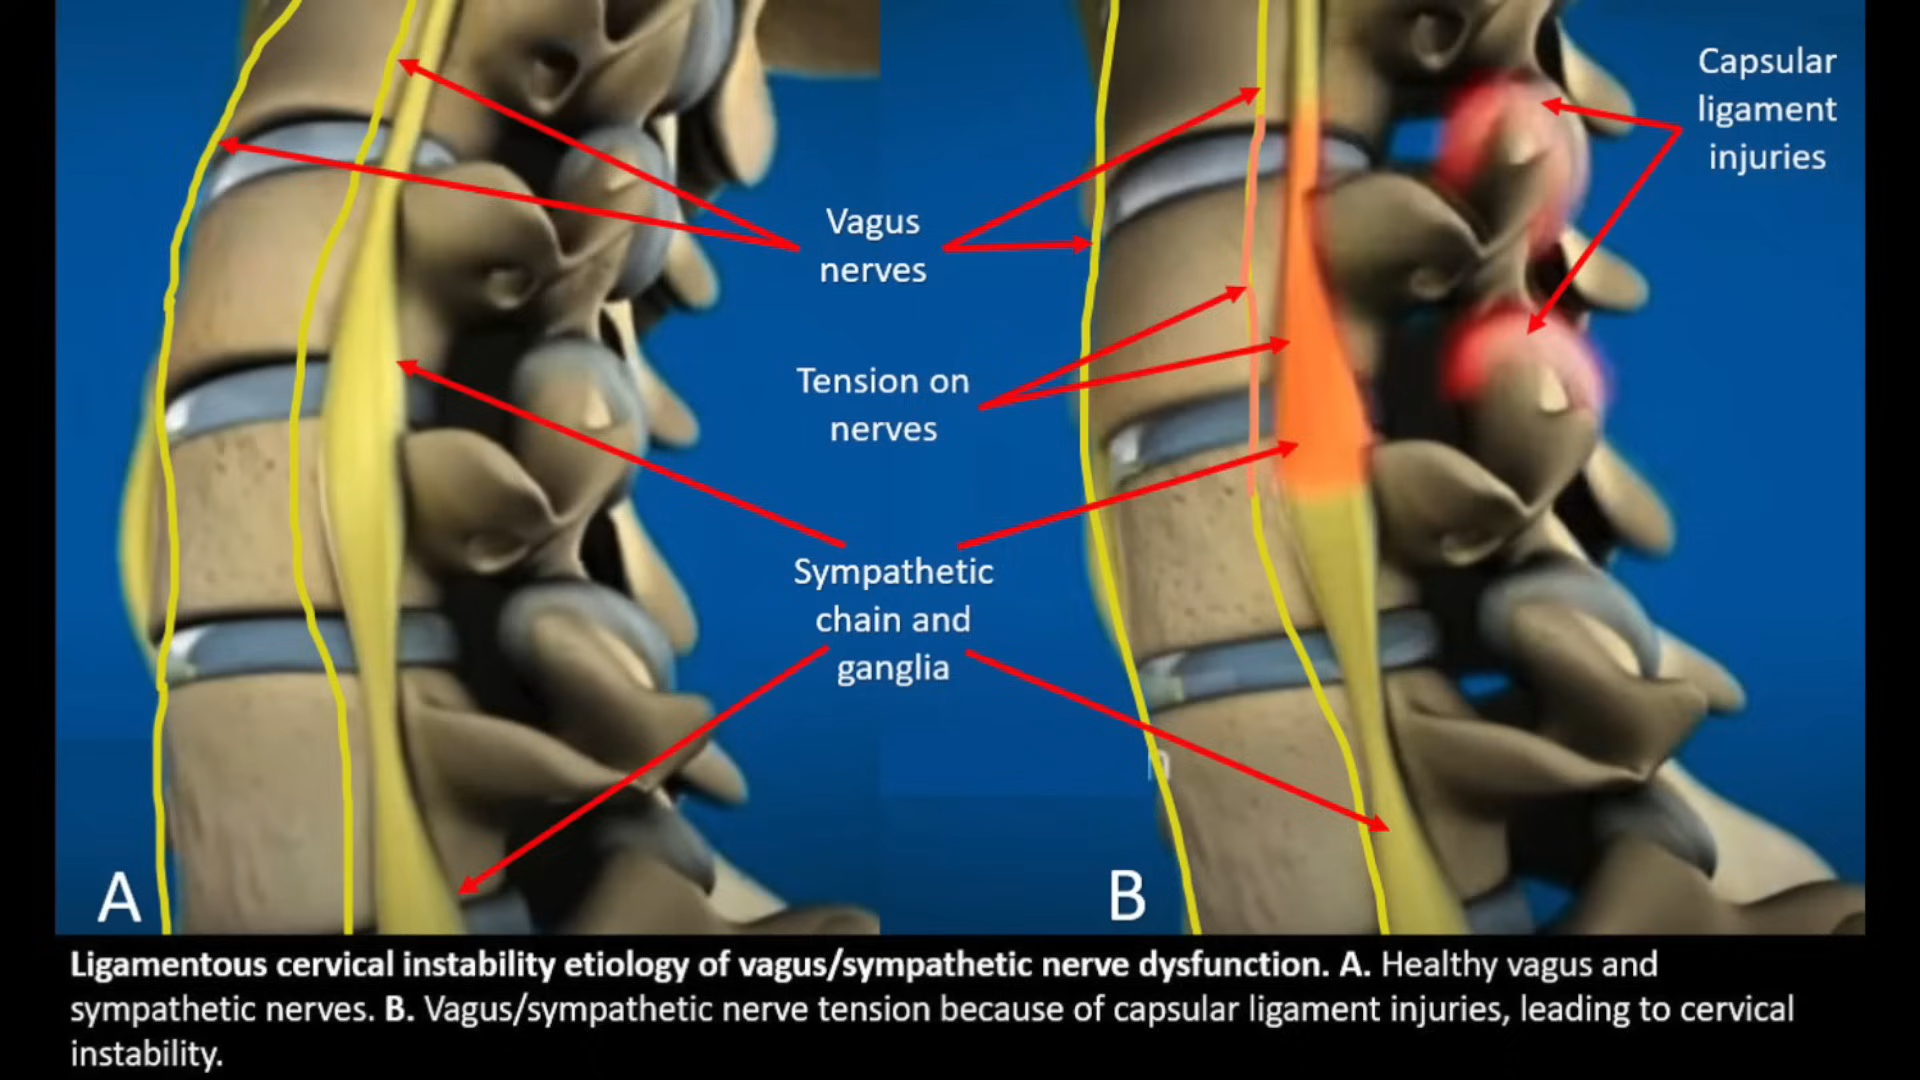 Capsular
ligament
injuries
Vagus
nerves
Tension on
nerves
Sympathetic
chain and
ganglia
A
B
n
Ligamentous cervical instability etiology of vagus/sympathetic nerve dysfunction. A. Healthy vagus and
sympathetic nerves. B. Vagus/sympathetic nerve tension because of capsular ligament injuries, leading to cervical
instability.